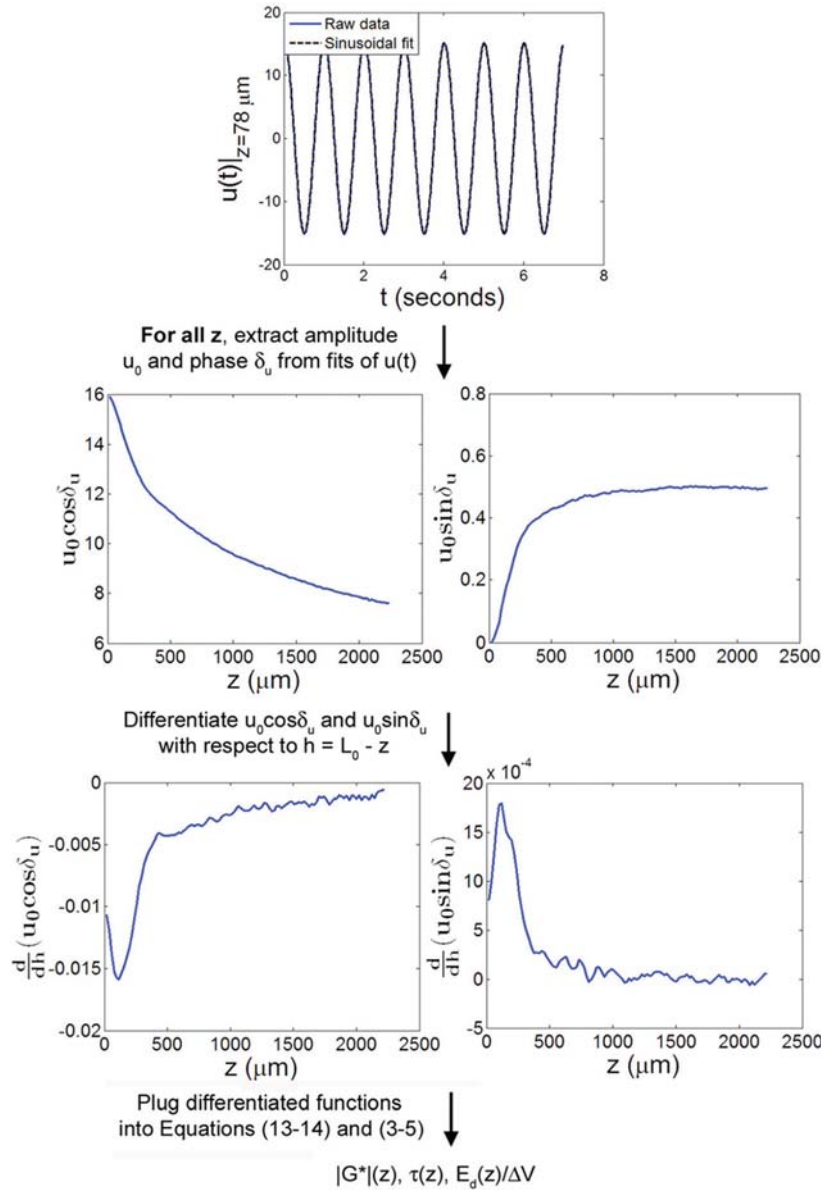 Raw data
Sinusoidal fit
20
10
0
-10
-20
u(t)|z=78 μm
0 2 4 6 8
t (seconds)
For all z, extract amplitude
u₀ and phase δᵤ from fits of u(t)
16
14
12
10
8
6
u₀cosδᵤ
0 500 1000 1500 2000 2500
z (μm)
0.8
0.6
0.4
0.2
0
u₀sinδᵤ
0 500 1000 1500 2000 2500
z (μm)
Differentiate u₀cosδᵤ and u₀sinδᵤ
with respect to h = L₀ - z
0
-0.005
-0.01
-0.015
-0.02
d/dh(u₀cosδᵤ)
0 500 1000 1500 2000 2500
z (μm)
x 10⁻⁴
20
15
10
5
0
-5
d/dh(u₀sinδᵤ)
0 500 1000 1500 2000 2500
z (μm)
Plug differentiated functions
into Equations (13-14) and (3-5)
|G*|(z), τ(z), E_d(z)/ΔV